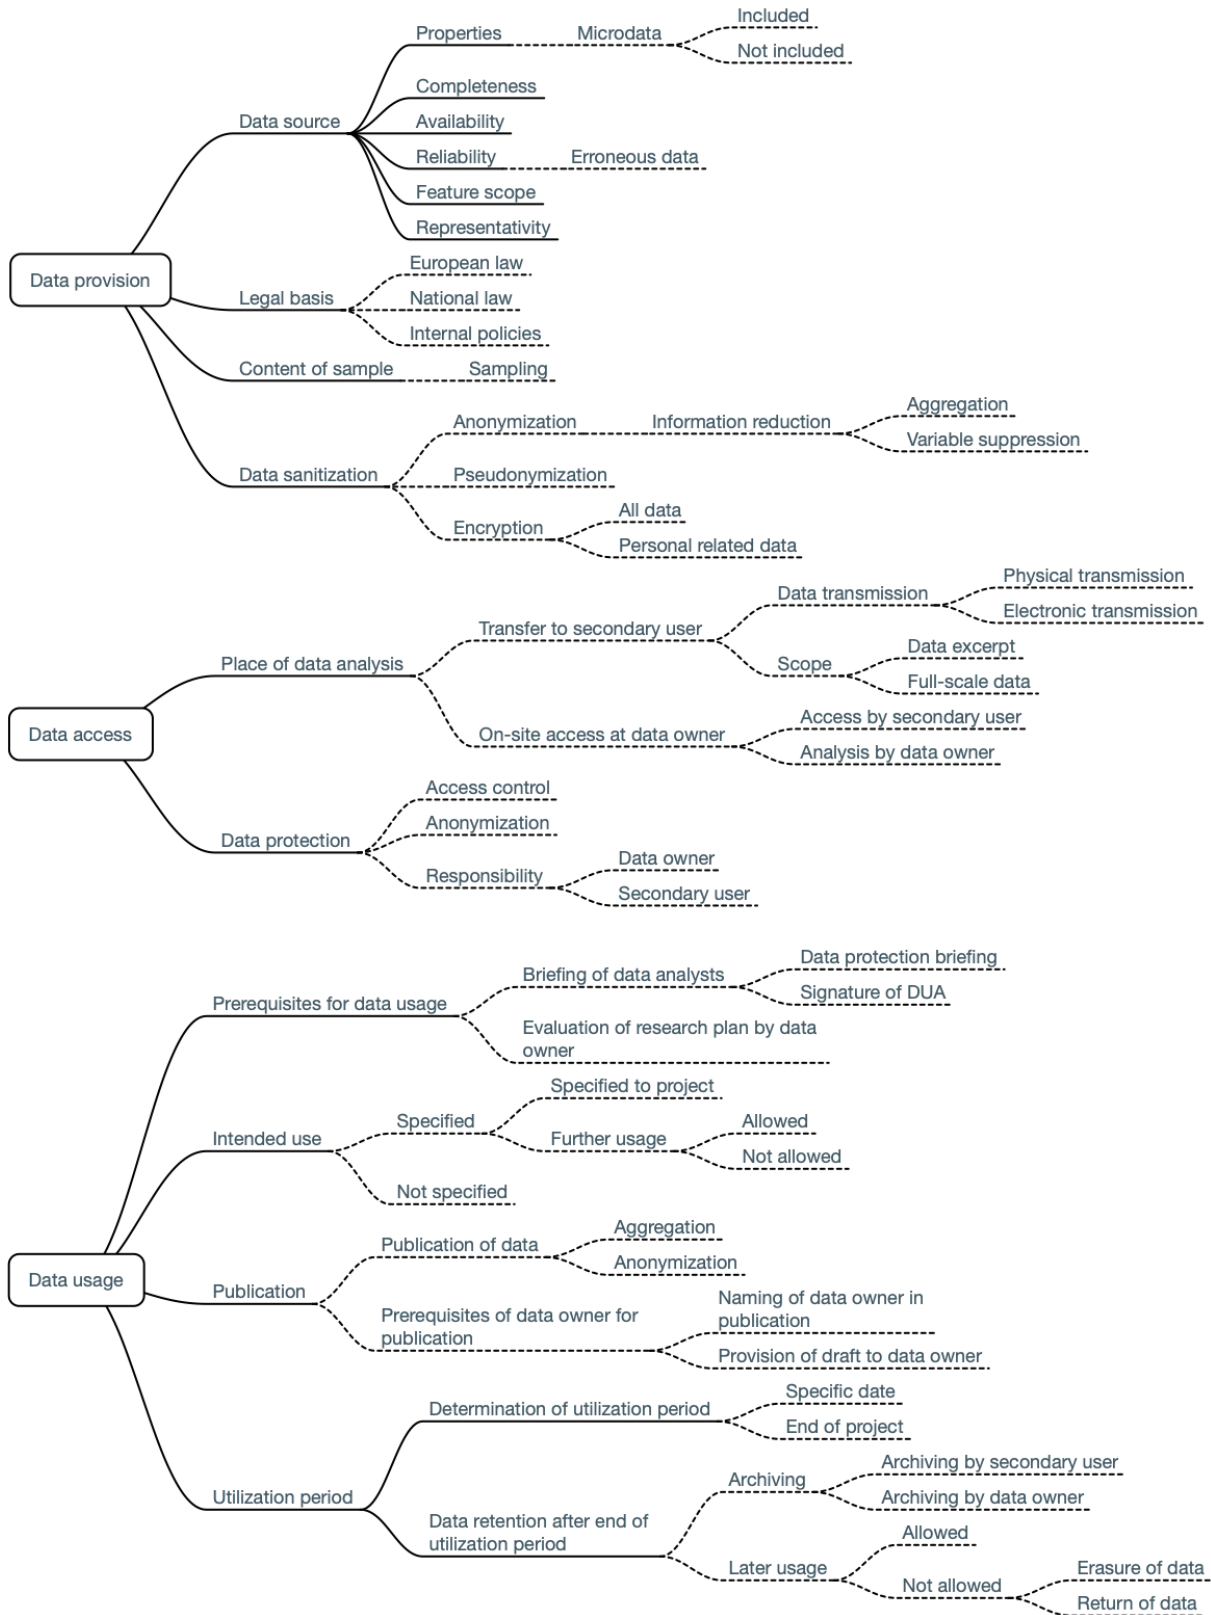 Included
Properties
Microdata
Not included
Completeness
Data source
Availability
Reliability
Erroneous data
Feature scope
Representativity
European law
Data provision
Legal basis
National law
Internal policies
Content of sample
Sampling
Aggregation
Anonymization
Information reduction
Variable suppression
Data sanitization
Pseudonymization
All data
Encryption
Personal related data
Physical transmission
Data transmission
Electronic transmission
Transfer to secondary user
Data excerpt
Place of data analysis
Scope
Full-scale data
Access by secondary user
Data access
On-site access at data owner
Analysis by data owner
Access control
Anonymization
Data protection
Data owner
Responsibility
Secondary user
Data protection briefing
Briefing of data analysts
Signature of DUA
Prerequisites for data usage
Evaluation of research plan by data
owner
Specified to project
Specified
Allowed
Intended use
Further usage
Not allowed
Not specified
Aggregation
Publication of data
Anonymization
Data usage
Publication
Naming of data owner in
publication
Prerequisites of data owner for
publication
Provision of draft to data owner
Specific date
Determination of utilization period
End of project
Archiving by secondary user
Archiving
Archiving by data owner
Utilization period
Data retention after end of
utilization period
Allowed
Later usage
Erasure of data
Not allowed
Return of data